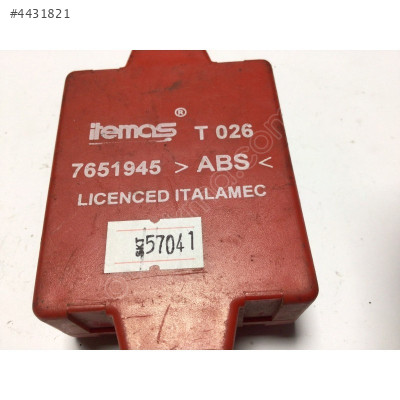 #4431821
itemas ® T 026
7651945 > ABS <
LICENCED ITALAMEC
SKT 57041